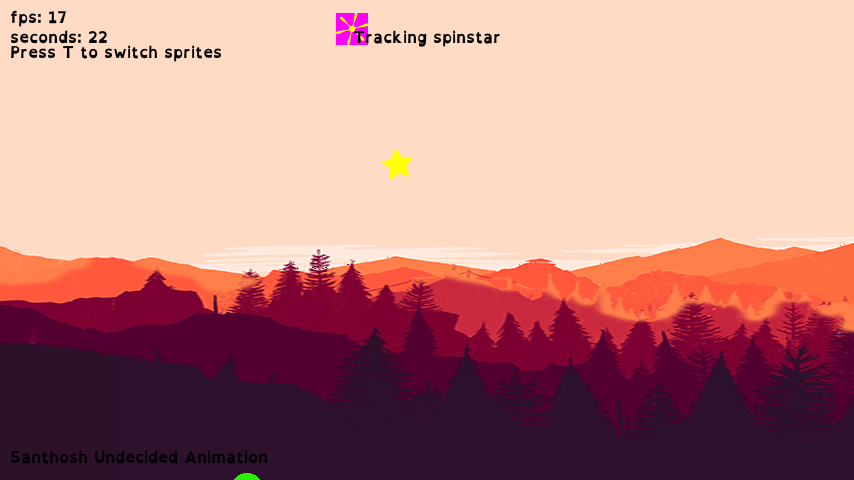 fps: 17
seconds: 22
Press T to switch sprites
Tracking spinstar
Santhosh Undecided Animation